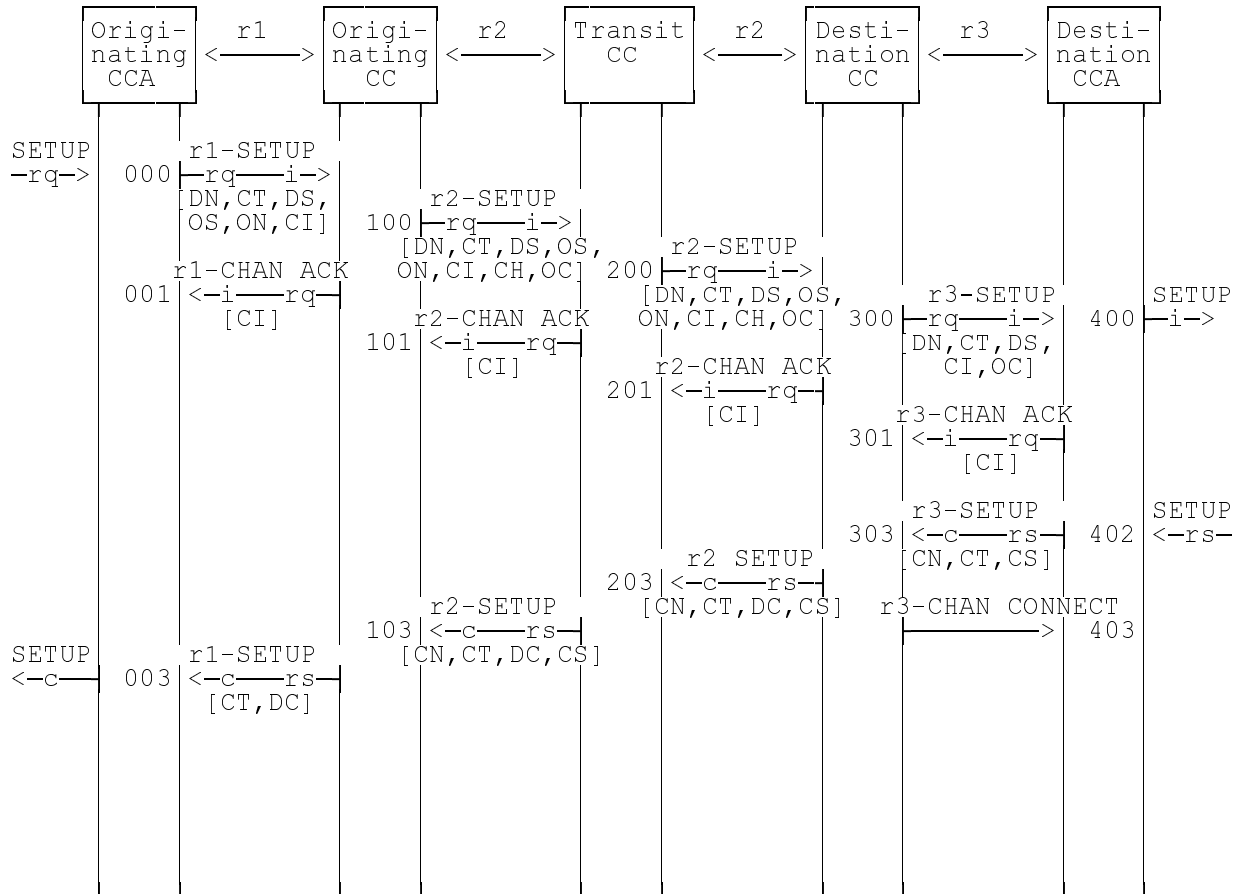 Origi-
nating
CCA
r1
Origi-
nating
CC
r2
Transit
CC
r2
Desti-
nation
CC
r3
Desti-
nation
CCA
SETUP
rq
000
r1-SETUP
rq i
[DN,CT,DS,
OS,ON,CI]
100
r2-SETUP
rq i
[DN,CT,DS,OS,
ON,CI,CH,OC]
r1-CHAN ACK
001
i rq
[CI]
200
r2-SETUP
rq i
[DN,CT,DS,OS,
ON,CI,CH,OC]
r2-CHAN ACK
101
i rq
[CI]
300
r3-SETUP
rq i
[DN,CT,DS,
CI,OC]
400
SETUP
i
r2-CHAN ACK
201
i rq
[CI]
r3-CHAN ACK
301
i rq
[CI]
r3-SETUP
303
c rs
[CN,CT,CS]
402
SETUP
rs
r2 SETUP
203
c rs
[CN,CT,DC,CS]
r3-CHAN CONNECT
403
r2-SETUP
103
c rs
[CN,CT,DC,CS]
SETUP
c
003
r1-SETUP
c rs
[CT,DC]